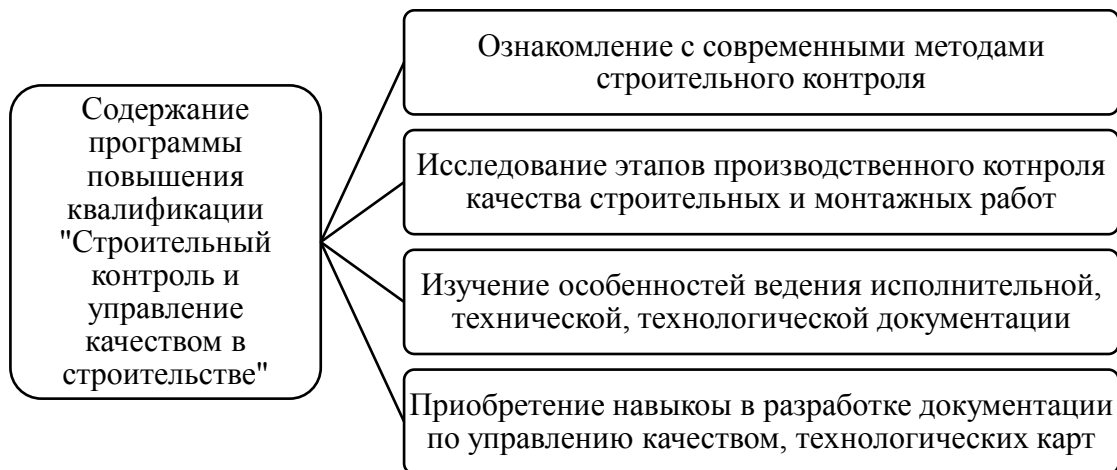 Содержание
программы
повышения
квалификации
"Строительный
контроль и
управление
качеством в
строительстве"
Ознакомление с современными методами
строительного контроля
Исследование этапов производственного котнроля
качества строительных и монтажных работ
Изучение особенностей ведения исполнительной,
технической, технологической документации
Приобретение навыкоы в разработке документации
по управлению качеством, технологических карт